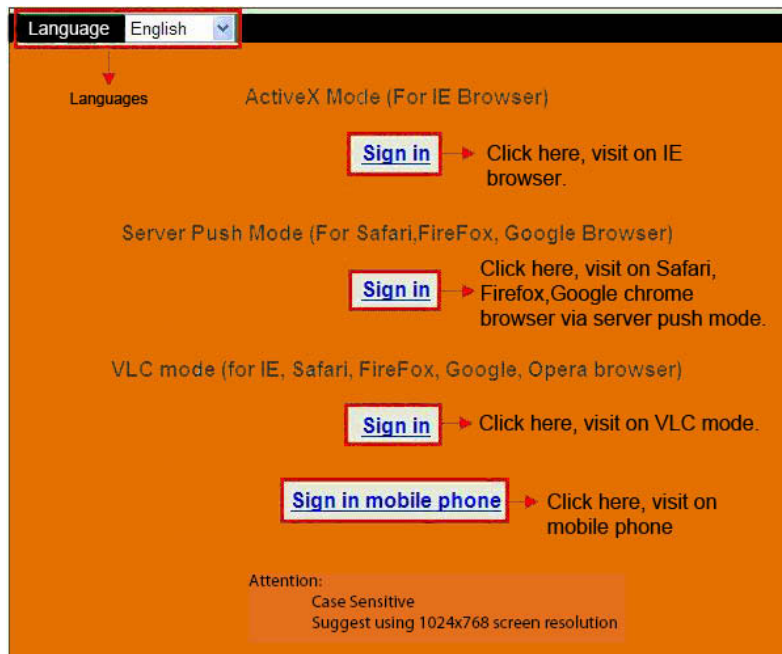 Language English
Languages
ActiveX Mode (For IE Browser)
Sign in
Click here, visit on IE
browser.
Server Push Mode (For Safari,FireFox, Google Browser)
Sign in
Click here, visit on Safari,
Firefox,Google chrome
browser via server push mode.
VLC mode (for IE, Safari, FireFox, Google, Opera browser)
Sign in
Click here, visit on VLC mode.
Sign in mobile phone
Click here, visit on
mobile phone
Attention:
Case Sensitive
Suggest using 1024x768 screen resolution